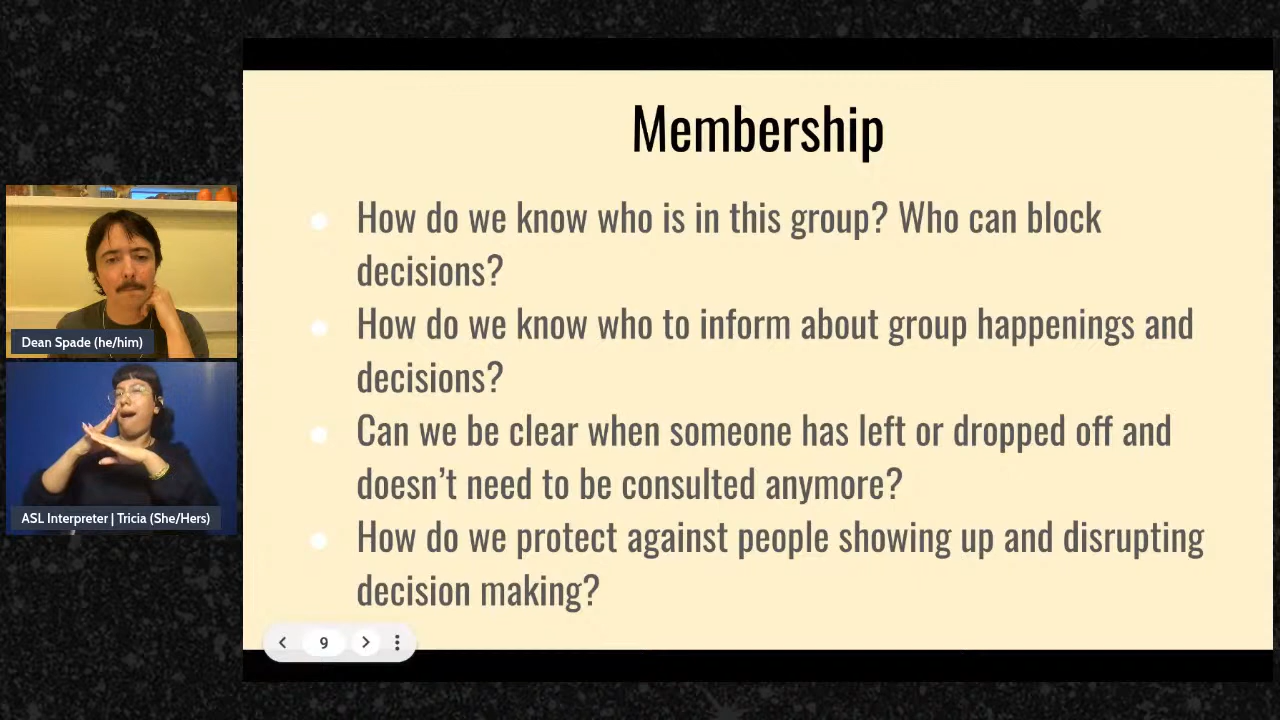 Membership
How do we know who is in this group? Who can block
decisions?
How do we know who to inform about group happenings and
decisions?
Can we be clear when someone has left or dropped off and
doesn't need to be consulted anymore?
How do we protect against people showing up and disrupting
decision making?
9
Dean Spade (he/him)
ASL Interpreter | Tricia (She/Hers)